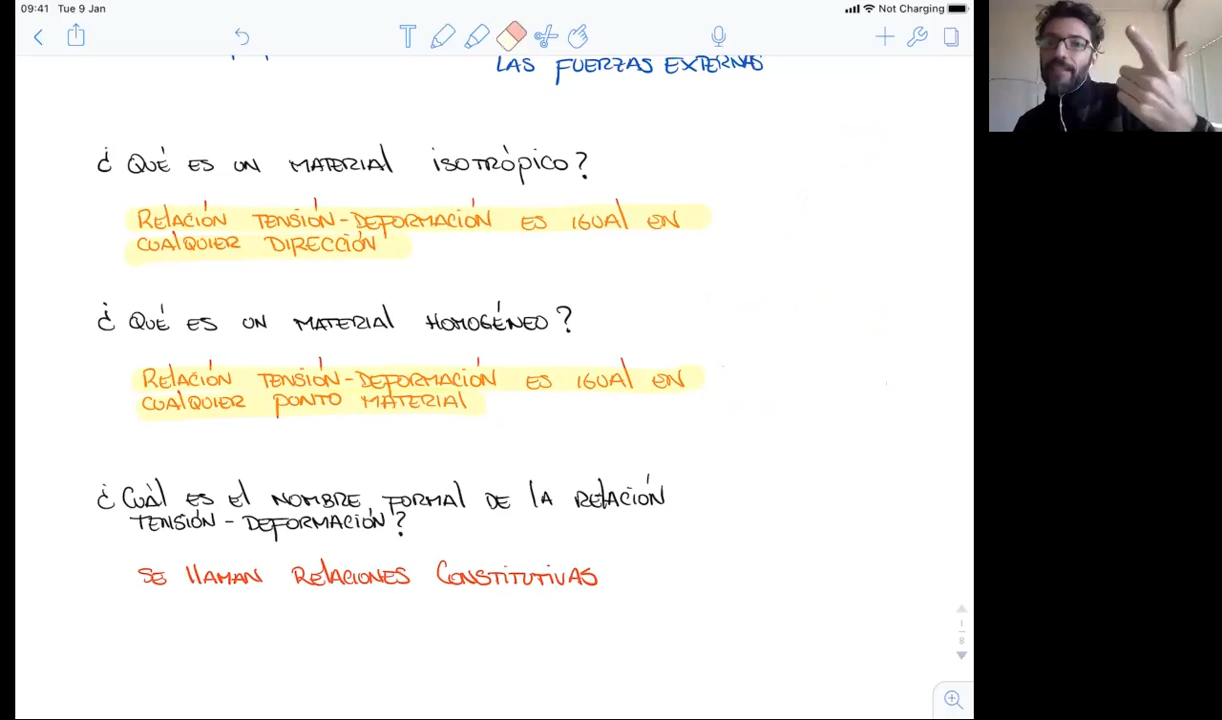 09:41 Tue 9 Jan
Not Charging
T
LAS FUERZAS EXTERNAS
¿QUÉ ES UN MATERIAL ISOTRÓPICO?
RELACIÓN TENSIÓN-DEFORMACIÓN ES IGUAL EN
CUALQUIER DIRECCIÓN
¿QUÉ ES UN MATERIAL HOMOGÉNEO?
RELACIÓN TENSIÓN-DEFORMACIÓN ES IGUAL EN
CUALQUIER PUNTO MATERIAL
¿CUÁL ES EL NOMBRE FORMAL DE LA RELACIÓN
TENSIÓN-DEFORMACIÓN?
SE LLAMAN RELACIONES CONSTITUTIVAS
1
8